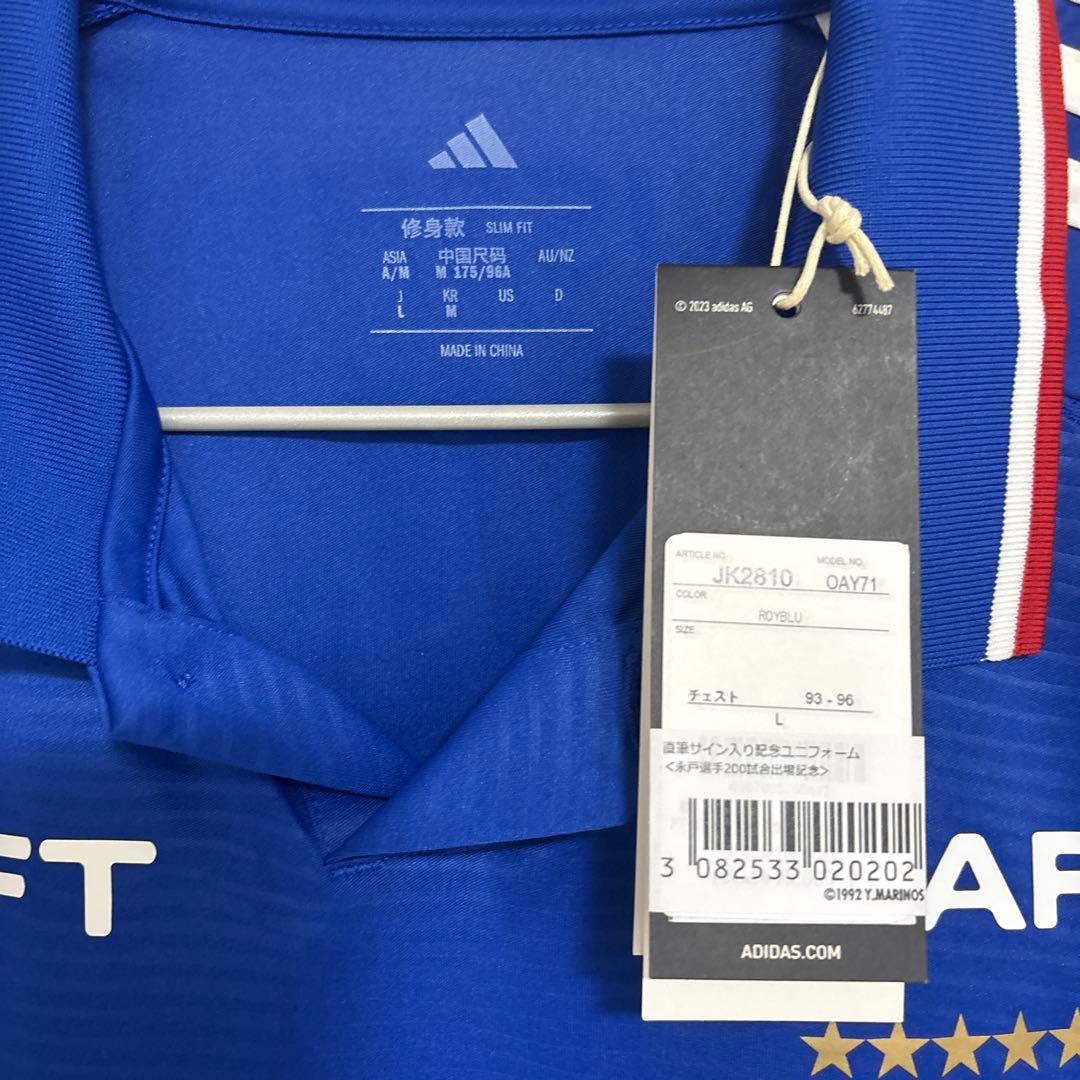 修身款 SLIM FIT
ASIA 中国尺码 AU/NZ
A/M M 175/96A -
J KR US D
L M
MADE IN CHINA
© 2023 adidas AG 62774487
ARTICLE NO. MODEL NO.
JK2810 OAY71
COLOR
ROYBLU
SIZE
チェスト 93 - 96
L
直筆サイン入り記念ユニフォーム
<永戸選手200試合出場記念>
3 082533 020202
©1992 Y.MARINOS
ADIDAS.COM
FT
AF